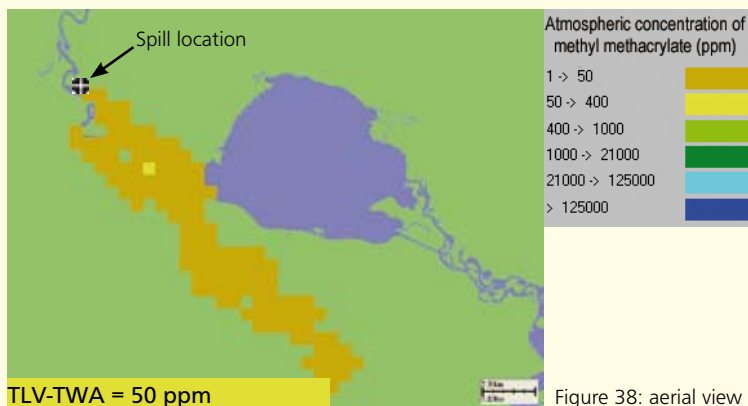 Spill location
Atmospheric concentration of
methyl methacrylate (ppm)
1 -> 50
50 -> 400
400 -> 1000
1000 -> 21000
21000 -> 125000
> 125000
TLV-TWA = 50 ppm
Figure 38: aerial view